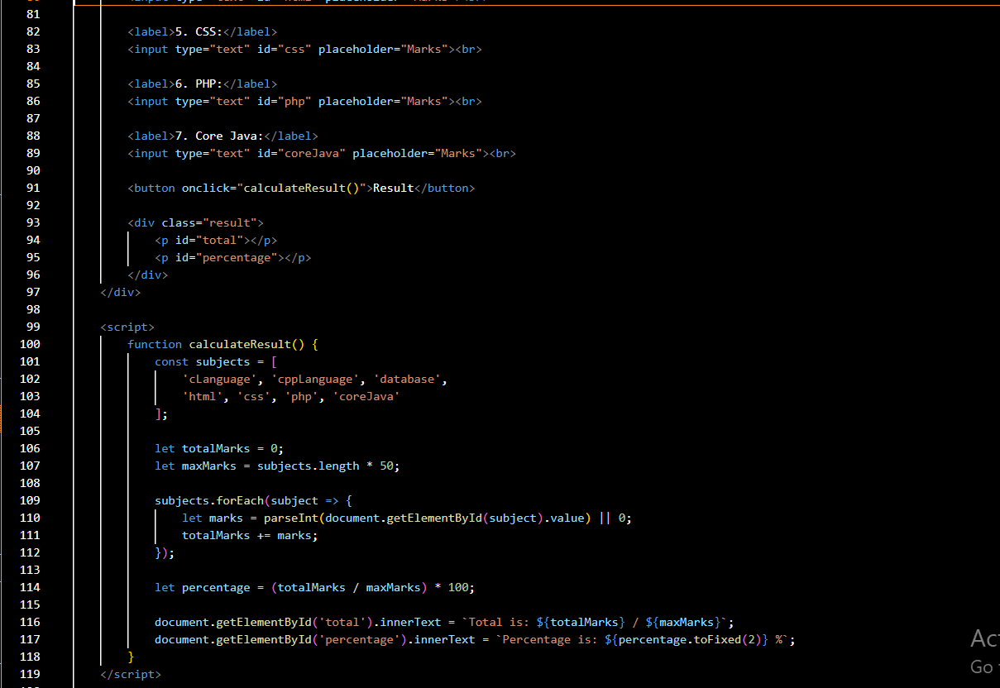 81
82 <label>5. CSS:</label>
83 <input type="text" id="css" placeholder="Marks"><br>
84
85 <label>6. PHP:</label>
86 <input type="text" id="php" placeholder="Marks"><br>
87
88 <label>7. Core Java:</label>
89 <input type="text" id="coreJava" placeholder="Marks"><br>
90
91 <button onclick="calculateResult()">Result</button>
92
93 <div class="result">
94 <p id="total"></p>
95 <p id="percentage"></p>
96 </div>
97 </div>
98
99 <script>
100 function calculateResult() {
101 const subjects = [
102 'cLanguage', 'cppLanguage', 'database',
103 'html', 'css', 'php', 'coreJava'
104 ];
105
106 let totalMarks = 0;
107 let maxMarks = subjects.length * 50;
108
109 subjects.forEach(subject => {
110 let marks = parseInt(document.getElementById(subject).value) || 0;
111 totalMarks += marks;
112 });
113
114 let percentage = (totalMarks / maxMarks) * 100;
115
116 document.getElementById('total').innerText = `Total is: ${totalMarks} / ${maxMarks}`;
117 document.getElementById('percentage').innerText = `Percentage is: ${percentage.toFixed(2)} %`;
118 }
119 </script>
Go